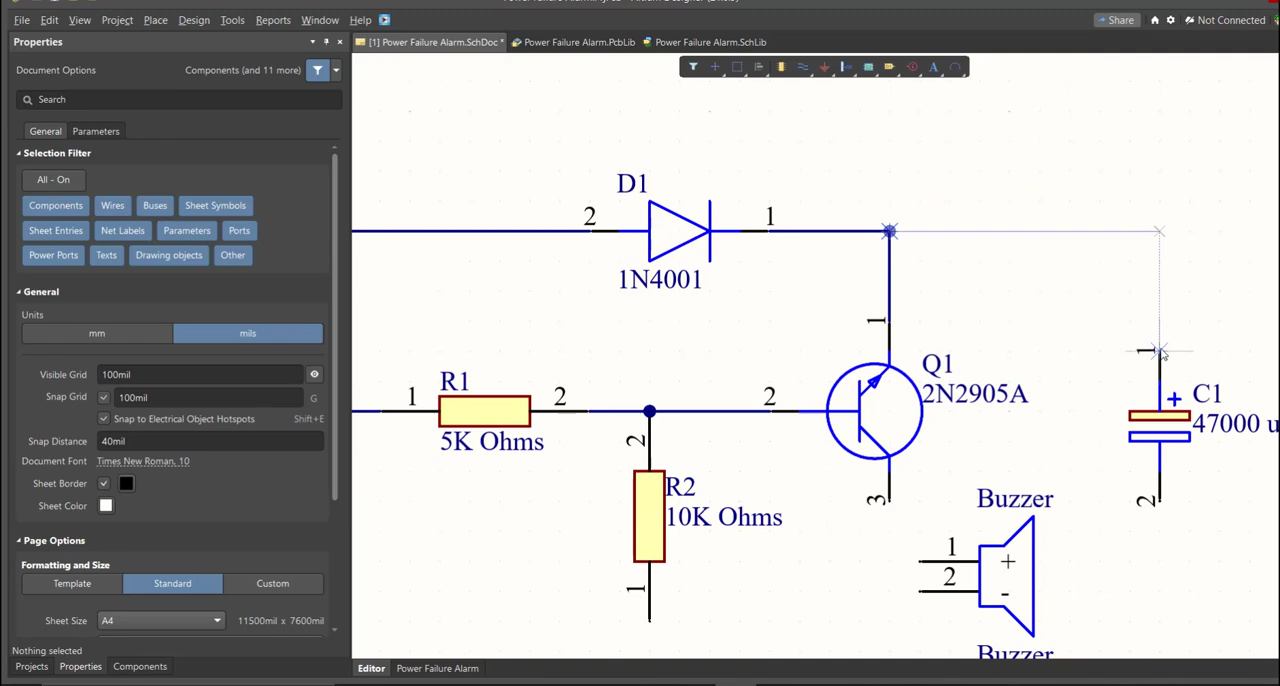 File Edit View Project Place Design Tools Reports Window Help
Share Not Connected
Properties
[1] Power Failure Alarm.SchDoc * Power Failure Alarm.PcbLib Power Failure Alarm.SchLib
Document Options Components (and 11 more)
Search
General Parameters
Selection Filter
All - On
Components Wires Buses Sheet Symbols
Sheet Entries Net Labels Parameters Ports
Power Ports Texts Drawing objects Other
General
Units
mm mils
Visible Grid 100mil
Snap Grid 100mil G
Snap to Electrical Object Hotspots Shift+E
Snap Distance 40mil
Document Font Times New Roman, 10
Sheet Border
Sheet Color
Page Options
Formatting and Size
Template Standard Custom
Sheet Size A4 11500mil x 7600mil
Nothing selected
Projects Properties Components
D1
2 1
1N4001
1
Q1
2N2905A
2
3
R1
1 2
5K Ohms
2
R2
10K Ohms
1
1
+ C1
47000 u
2
Buzzer
1 +
2 -
Buzzer
Editor Power Failure Alarm